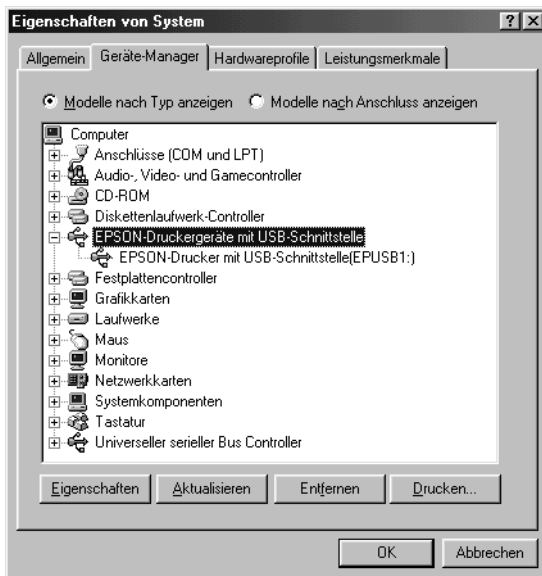 Eigenschaften von System
Allgemein Geräte-Manager Hardwareprofile Leistungsmerkmale
Modelle nach Typ anzeigen Modelle nach Anschluss anzeigen
Computer
Anschlüsse (COM und LPT)
Audio-, Video- und Gamecontroller
CD-ROM
Diskettenlaufwerk-Controller
EPSON-Druckergeräte mit USB-Schnittstelle
EPSON-Drucker mit USB-Schnittstelle(EPUSB1:)
Festplattencontroller
Grafikkarten
Laufwerke
Maus
Monitore
Netzwerkkarten
Systemkomponenten
Tastatur
Universeller serieller Bus Controller
Eigenschaften Aktualisieren Entfernen Drucken...
OK Abbrechen